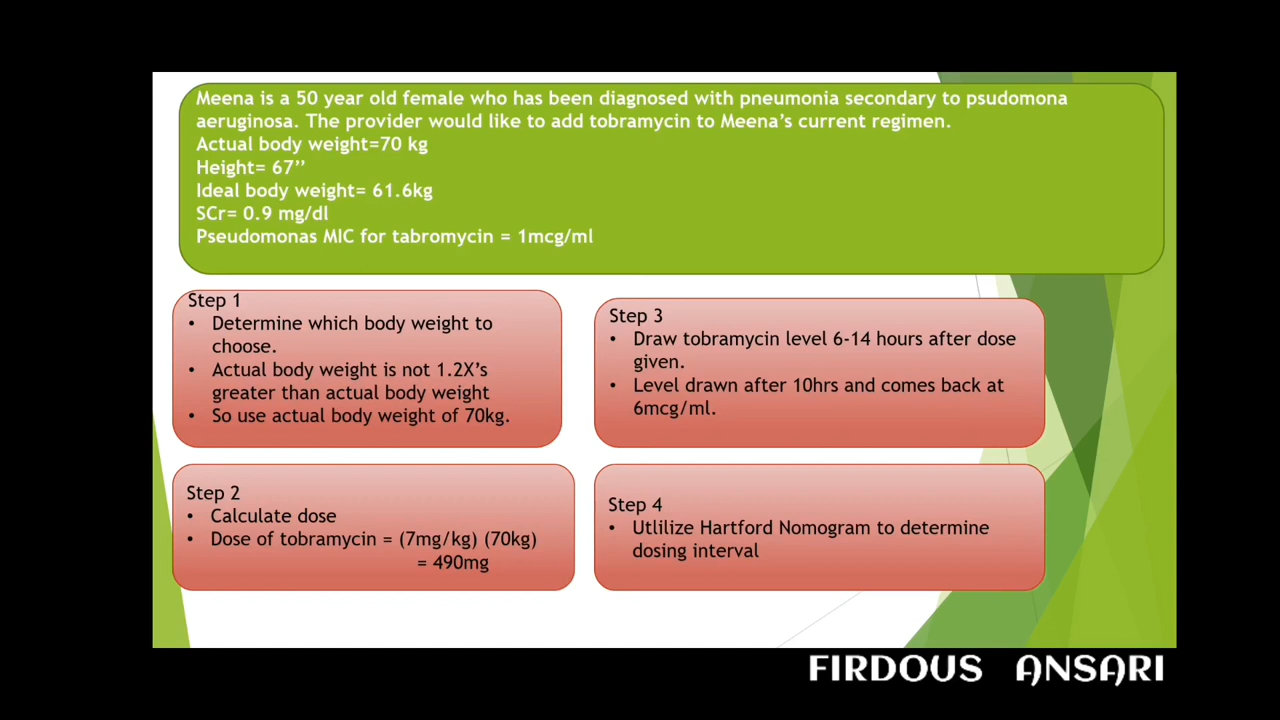 Meena is a 50 year old female who has been diagnosed with pneumonia secondary to psudomona
aeruginosa. The provider would like to add tobramycin to Meena’s current regimen.
Actual body weight=70 kg
Height= 67’’
Ideal body weight= 61.6kg
SCr= 0.9 mg/dl
Pseudomonas MIC for tabromycin = 1mcg/ml
Step 1
• Determine which body weight to
choose.
• Actual body weight is not 1.2X’s
greater than actual body weight
• So use actual body weight of 70kg.
Step 2
• Calculate dose
• Dose of tobramycin = (7mg/kg) (70kg)
= 490mg
Step 3
• Draw tobramycin level 6-14 hours after dose
given.
• Level drawn after 10hrs and comes back at
6mcg/ml.
Step 4
• Utlilize Hartford Nomogram to determine
dosing interval
FIRDOUS ANSARI